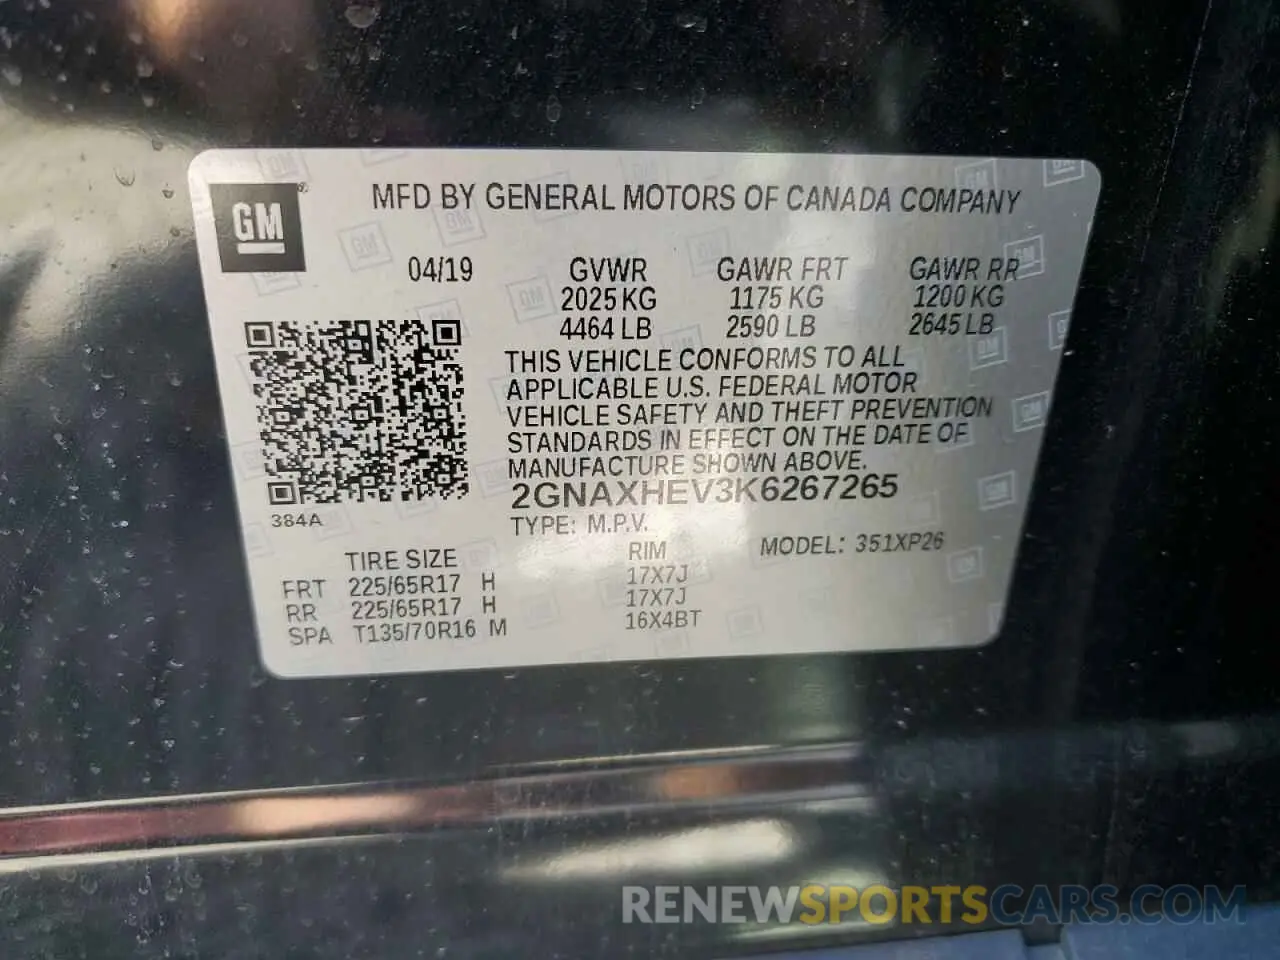 GM®
MFD BY GENERAL MOTORS OF CANADA COMPANY
04/19 GVWR GAWR FRT GAWR RR
2025 KG 1175 KG 1200 KG
4464 LB 2590 LB 2645 LB
THIS VEHICLE CONFORMS TO ALL
APPLICABLE U.S. FEDERAL MOTOR
VEHICLE SAFETY AND THEFT PREVENTION
STANDARDS IN EFFECT ON THE DATE OF
MANUFACTURE SHOWN ABOVE.
2GNAXHEV3K6267265
384A
TYPE: M.P.V.
MODEL: 351XP26
TIRE SIZE RIM
FRT 225/65R17 H 17X7J
RR 225/65R17 H 17X7J
SPA T135/70R16 M 16X4BT
RENEWSPORTSCARS.COM